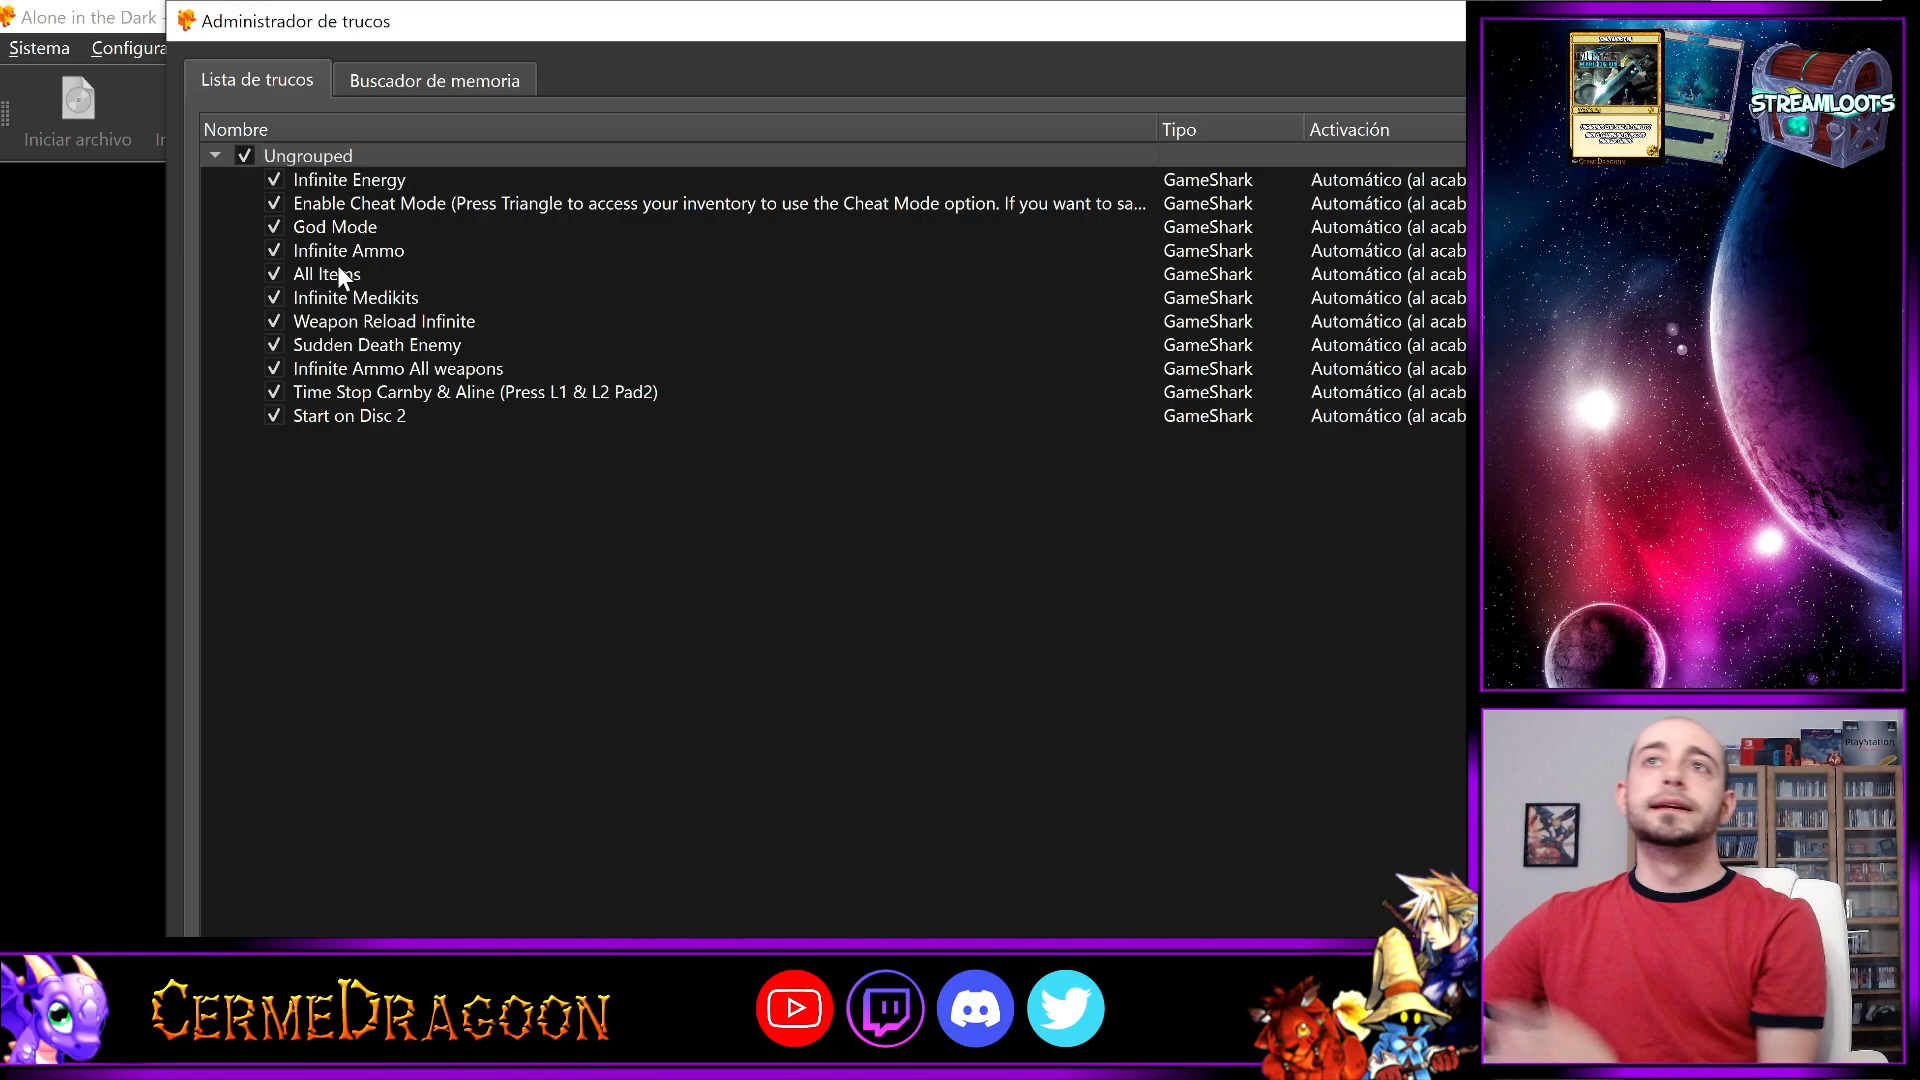 Alone in the Dark
Administrador de trucos
Sistema Configura
Lista de trucos Buscador de memoria
Iniciar archivo
Nombre Tipo Activación
Ungrouped
Infinite Energy GameShark Automático (al acab
Enable Cheat Mode (Press Triangle to access your inventory to use the Cheat Mode option. If you want to sa... GameShark Automático (al acab
God Mode GameShark Automático (al acab
Infinite Ammo GameShark Automático (al acab
All Items GameShark Automático (al acab
Infinite Medikits GameShark Automático (al acab
Weapon Reload Infinite GameShark Automático (al acab
Sudden Death Enemy GameShark Automático (al acab
Infinite Ammo All weapons GameShark Automático (al acab
Time Stop Carnby & Aline (Press L1 & L2 Pad2) GameShark Automático (al acab
Start on Disc 2 GameShark Automático (al acab
STREAMLOOTS
PlayStation
CERMEDRAGOON